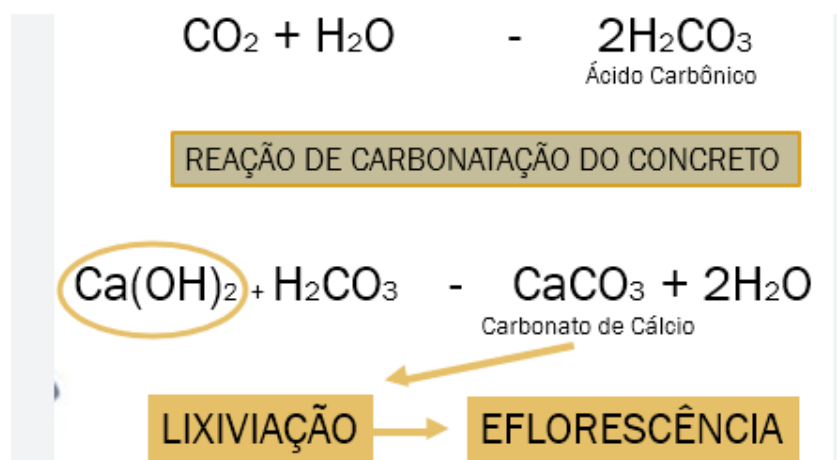 CO₂ + H₂O - 2H₂CO₃
Ácido Carbônico
REAÇÃO DE CARBONATAÇÃO DO CONCRETO
Ca(OH)₂ + H₂CO₃ - CaCO₃ + 2H₂O
Carbonato de Cálcio
LIXIVIAÇÃO EFLORESCÊNCIA